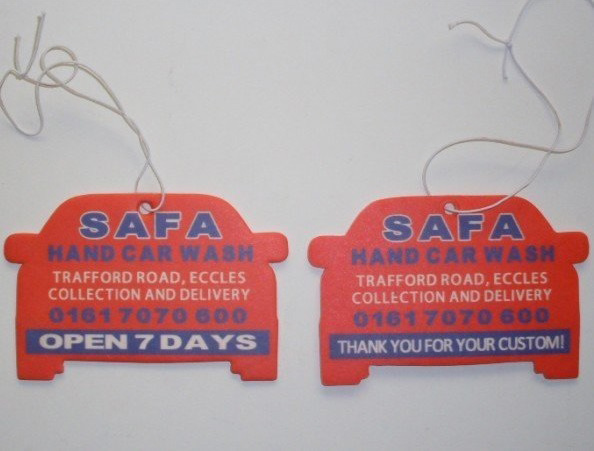 SAFA
HAND CAR WASH
TRAFFORD ROAD, ECCLES
COLLECTION AND DELIVERY
0161 7070 600
OPEN 7 DAYS
SAFA
HAND CAR WASH
TRAFFORD ROAD, ECCLES
COLLECTION AND DELIVERY
0161 7070 600
THANK YOU FOR YOUR CUSTOM!